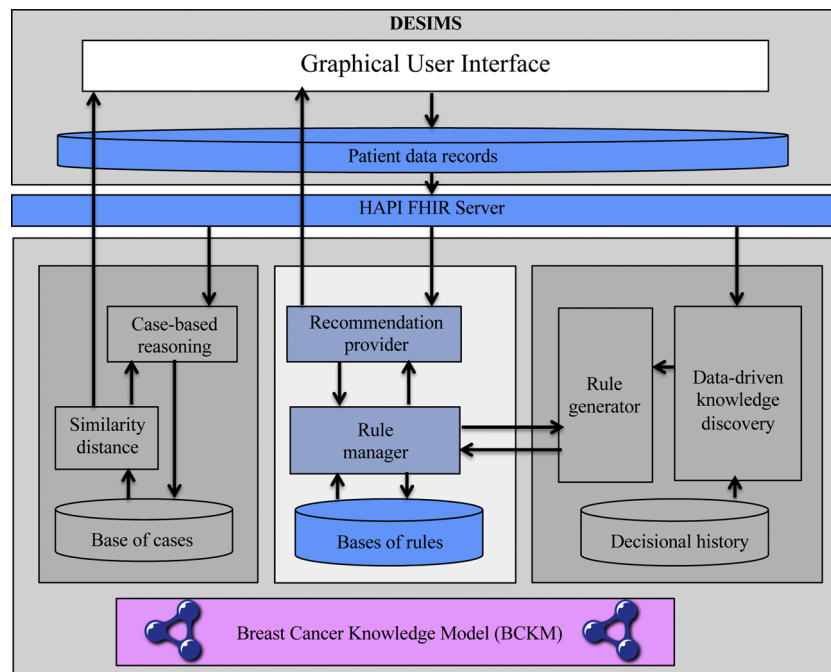 DESIMS
Graphical User Interface
Patient data records
HAPI FHIR Server
Case-based
reasoning
Similarity
distance
Base of cases
Recommendation
provider
Rule
manager
Bases of rules
Rule
generator
Data-driven
knowledge
discovery
Decisional history
Breast Cancer Knowledge Model (BCKM)